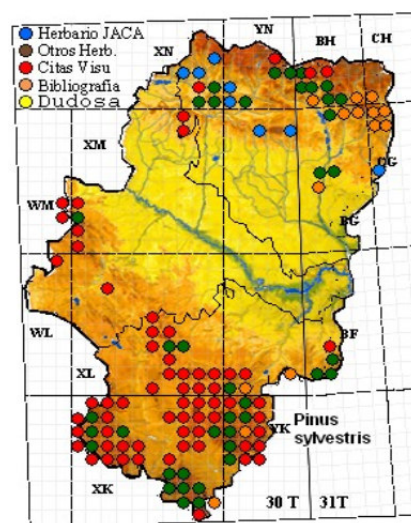 Herbario JACA
Otros Herb.
Citas Visu
Bibliografia
Dudosa
XN
YN
BH
CH
XM
CG
WM
BG
WL
BF
XL
Pinus
sylvestris
YK
XK
30 T
31T